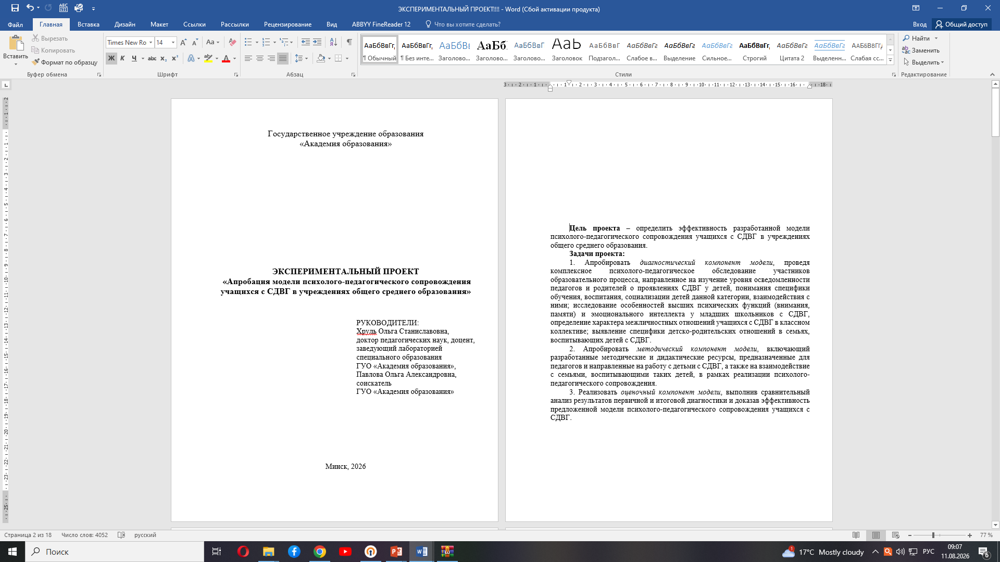 ЭКСПЕРИМЕНТАЛЬНЫЙ ПРОЕКТ!!!! - Word (Сбой активации продукта)
Файл Главная Вставка Дизайн Макет Ссылки Рассылки Рецензирование Вид ABBYY FineReader 12 Что вы хотите сделать? Вход Общий доступ
Вставить
Вырезать
Копировать
Формат по образцу
Буфер обмена
Times New Ro 14
Шрифт
Абзац
¶ Обычный ¶ Без инте... Заголово... Заголово... Заголово... Заголовок Подзагол... Слабое в... Выделение Сильное... Строгий Цитата 2 Выделенн... Слабая сс...
Стили
Найти
Заменить
Выделить
Редактирование
Государственное учреждение образования
«Академия образования»
ЭКСПЕРИМЕНТАЛЬНЫЙ ПРОЕКТ
«Апробация модели психолого-педагогического сопровождения
учащихся с СДВГ в учреждениях общего среднего образования»
РУКОВОДИТЕЛИ:
Хруль Ольга Станиславовна,
доктор педагогических наук, доцент,
заведующий лабораторией
специального образования
ГУО «Академия образования»,
Павлова Ольга Александровна,
соискатель
ГУО «Академия образования»
Минск, 2026
Цель проекта – определить эффективность разработанной модели
психолого-педагогического сопровождения учащихся с СДВГ в учреждениях
общего среднего образования.
Задачи проекта:
1. Апробировать диагностический компонент модели, проведя
комплексное психолого-педагогическое обследование участников
образовательного процесса, направленное на изучение уровня осведомленности
педагогов и родителей о проявлениях СДВГ у детей, понимания специфики
обучения, воспитания, социализации детей данной категории, взаимодействия с
ними; исследование особенностей высших психических функций (внимания,
памяти) и эмоционального интеллекта у младших школьников с СДВГ,
определение характера межличностных отношений учащихся с СДВГ в классном
коллективе; выявление специфики детско-родительских отношений в семьях,
воспитывающих детей с СДВГ.
2. Апробировать методический компонент модели, включающий
разработанные методические и дидактические ресурсы, предназначенные для
педагогов и направленные на работу с детьми с СДВГ, а также на взаимодействие
с семьями, воспитывающими таких детей, в рамках реализации психолого-
педагогического сопровождения.
3. Реализовать оценочный компонент модели, выполнив сравнительный
анализ результатов первичной и итоговой диагностики и доказав эффективность
предложенной модели психолого-педагогического сопровождения учащихся с
СДВГ.
Страница 2 из 18 Число слов: 4052 русский 77 %
Поиск
17°C Mostly cloudy РУС 09:07
11.08.2026